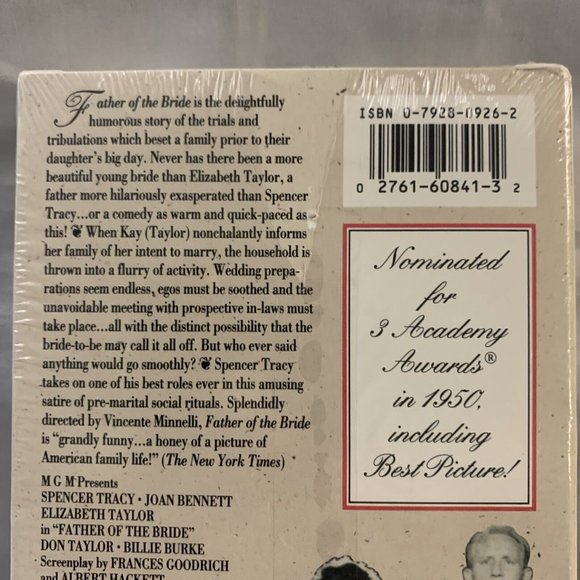 Father of the Bride is the delightfully
humorous story of the trials and
tribulations which beset a family prior to their
daughter's big day. Never has there been a more
beautiful young bride than Elizabeth Taylor, a
father more hilariously exasperated than Spencer
Tracy...or a comedy as warm and quick-paced as
this! ❦ When Kay (Taylor) nonchalantly informs
her family of her intent to marry, the household is
thrown into a flurry of activity. Wedding prepa-
rations seem endless, egos must be soothed and the
unavoidable meeting with prospective in-laws must
take place...all with the distinct possibility that the
bride-to-be may call it all off. But who ever said
anything would go smoothly? ❦ Spencer Tracy
takes on one of his best roles ever in this amusing
satire of pre-marital social rituals. Splendidly
directed by Vincente Minnelli, Father of the Bride
is "grandly funny...a honey of a picture of
American family life!" (The New York Times)
M G M Presents
SPENCER TRACY · JOAN BENNETT
ELIZABETH TAYLOR
in "FATHER OF THE BRIDE"
DON TAYLOR · BILLIE BURKE
Screenplay by FRANCES GOODRICH
and ALBERT HACKETT
ISBN 0-7928-0926-2
0 27616-0841-3 2
Nominated
for
3 Academy
Awards®
in 1950,
including
Best Picture!